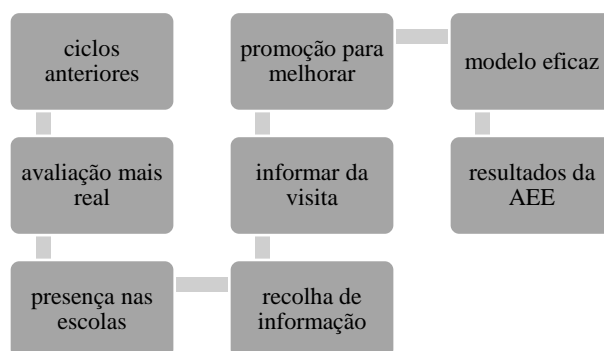 ciclos
anteriores
avaliação mais
real
presença nas
escolas
recolha de
informação
informar da
visita
promoção para
melhorar
modelo eficaz
resultados da
AEE